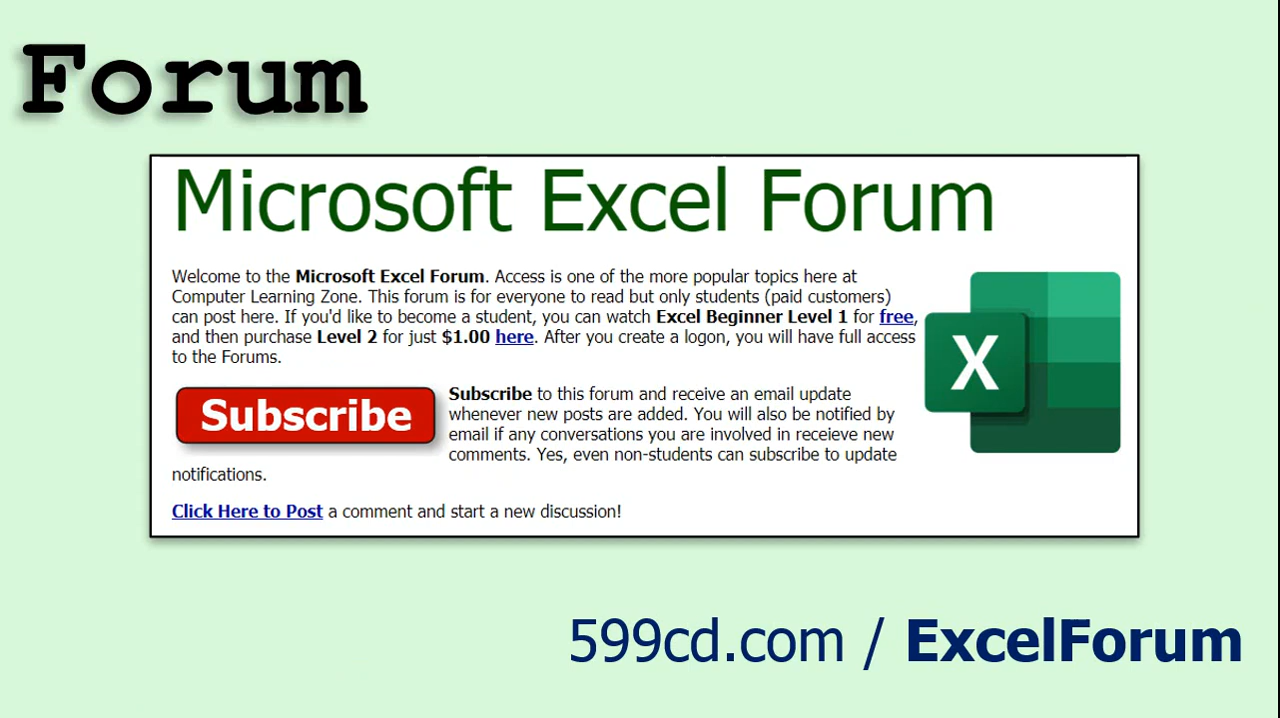 Forum
Microsoft Excel Forum
Welcome to the Microsoft Excel Forum. Access is one of the more popular topics here at
Computer Learning Zone. This forum is for everyone to read but only students (paid customers)
can post here. If you'd like to become a student, you can watch Excel Beginner Level 1 for free,
and then purchase Level 2 for just $1.00 here. After you create a logon, you will have full access
to the Forums.
Subscribe
Subscribe to this forum and receive an email update
whenever new posts are added. You will also be notified by
email if any conversations you are involved in receieve new
comments. Yes, even non-students can subscribe to update
notifications.
Click Here to Post a comment and start a new discussion!
X
599cd.com / ExcelForum